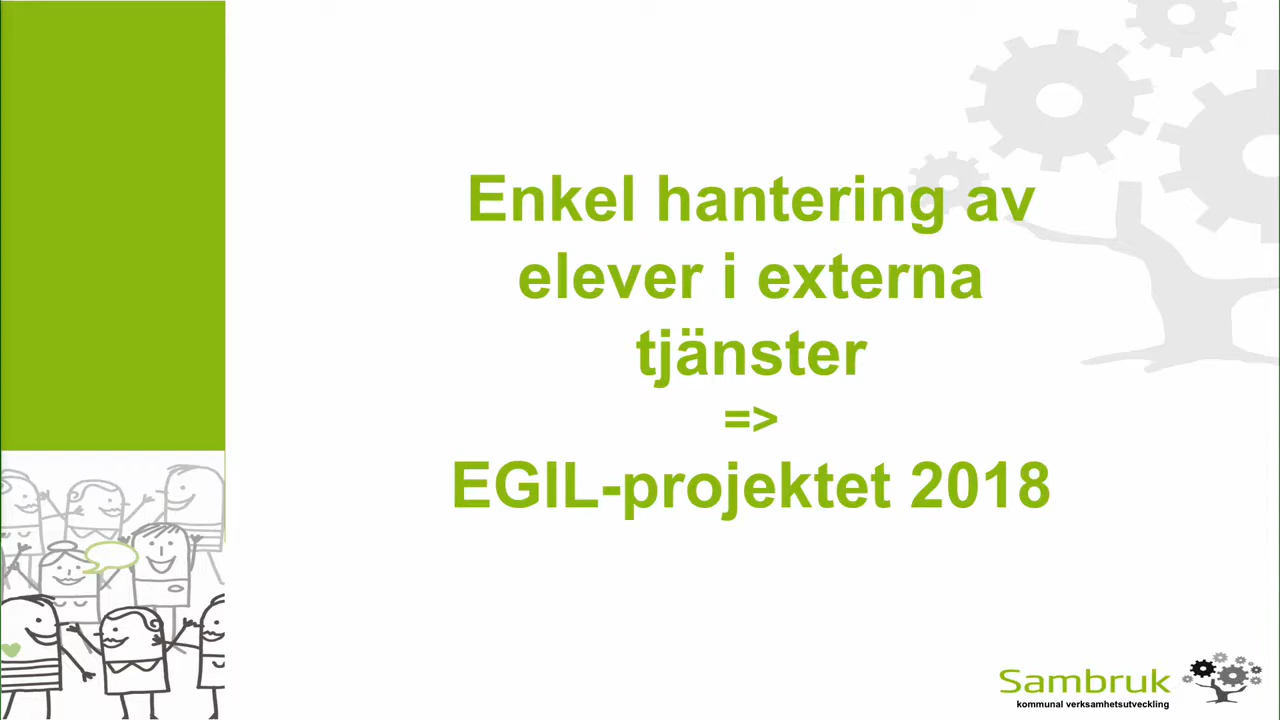 Enkel hantering av
elever i externa
tjänster
=>
EGIL-projektet 2018
Sambruk
kommunal verksamhetsutveckling